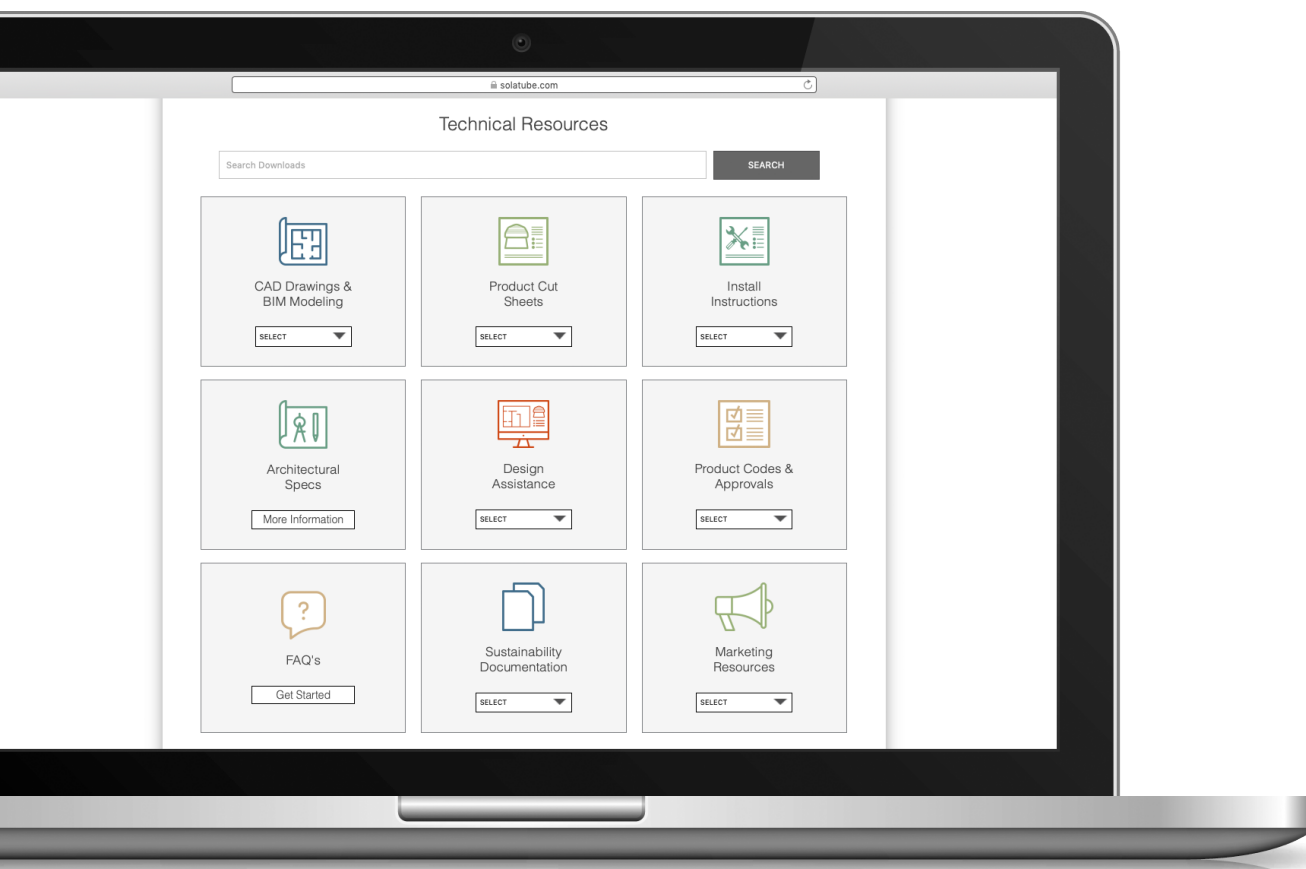 solatube.com
Technical Resources
Search Downloads
SEARCH
CAD Drawings &
BIM Modeling
SELECT
Product Cut
Sheets
SELECT
Install
Instructions
SELECT
Architectural
Specs
More Information
Design
Assistance
SELECT
Product Codes &
Approvals
SELECT
?
FAQ's
Get Started
Sustainability
Documentation
SELECT
Marketing
Resources
SELECT